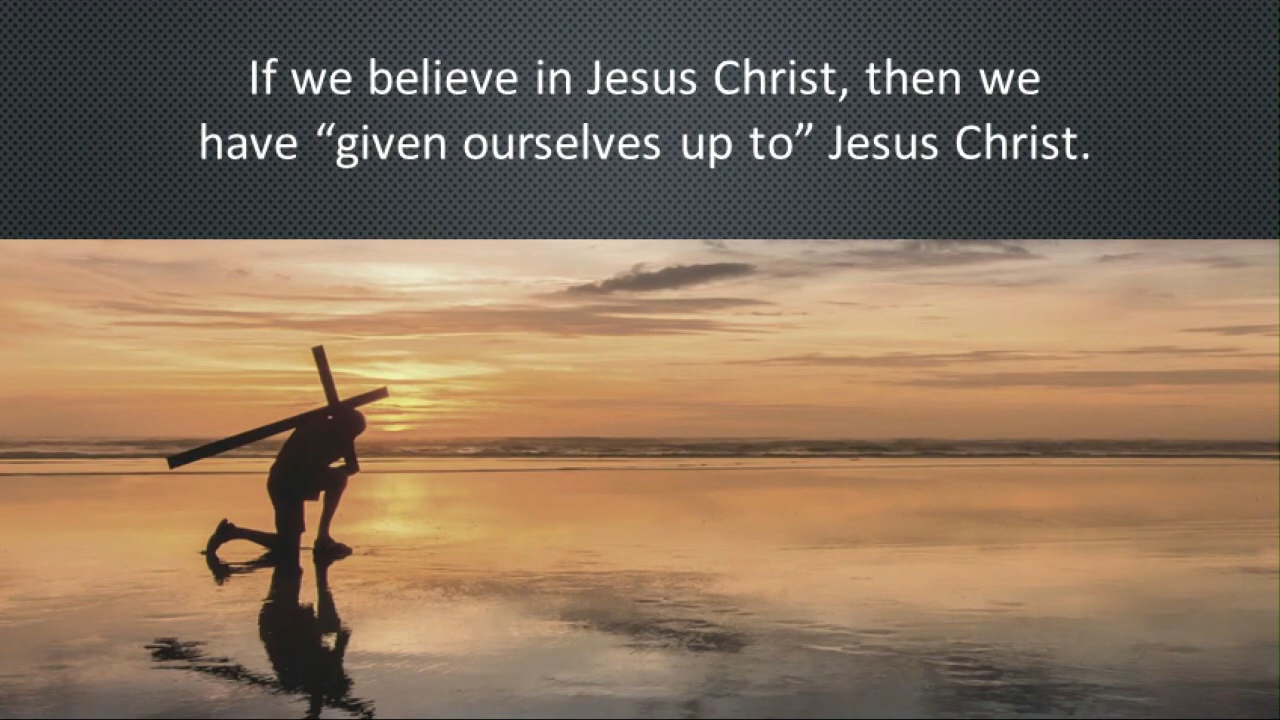 If we believe in Jesus Christ, then we
have “given ourselves up to” Jesus Christ.